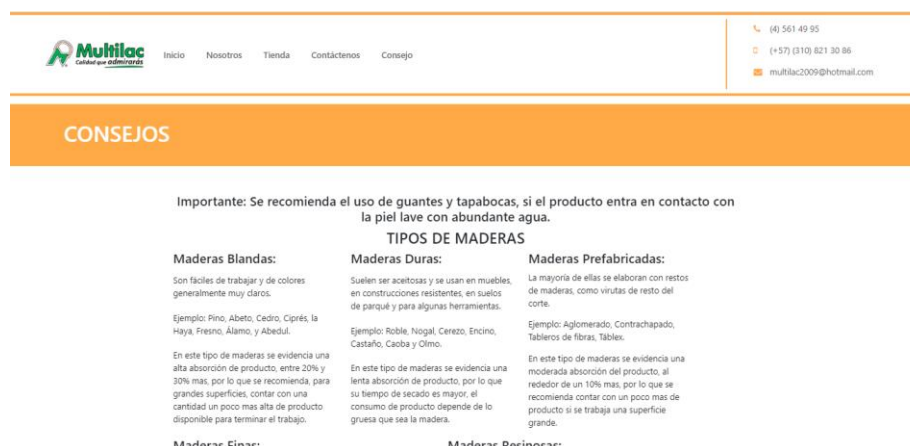 Multilac
Calidad que admirarás
Inicio Nosotros Tienda Contáctenos Consejo
(4) 561 49 95
(+57) (310) 821 30 86
multilac2009@hotmail.com
CONSEJOS
Importante: Se recomienda el uso de guantes y tapabocas, si el producto entra en contacto con
la piel lave con abundante agua.
TIPOS DE MADERAS
Maderas Blandas:
Son fáciles de trabajar y de colores
generalmente muy claros.
Ejemplo: Pino, Abeto, Cedro, Ciprés, la
Haya, Fresno, Álamo, y Abedul.
En este tipo de maderas se evidencia una
alta absorción de producto, entre 20% y
30% mas, por lo que se recomienda, para
grandes superficies, contar con una
cantidad un poco mas alta de producto
disponible para terminar el trabajo.
Maderas Duras:
Suelen ser aceitosas y se usan en muebles,
en construcciones resistentes, en suelos
de parqué y para algunas herramientas.
Ejemplo: Roble, Nogal, Cerezo, Encino,
Castaño, Caoba y Olmo.
En este tipo de maderas se evidencia una
lenta absorción de producto, por lo que
su tiempo de secado es mayor, el
consumo de producto depende de lo
gruesa que sea la madera.
Maderas Prefabricadas:
La mayoría de ellas se elaboran con restos
de maderas, como virutas de resto del
corte.
Ejemplo: Aglomerado, Contrachapado,
Tableros de fibras, Táblex.
En este tipo de maderas se evidencia una
moderada absorción del producto, al
rededor de un 10% mas, por lo que se
recomienda contar con un poco mas de
producto si se trabaja una superficie
grande.
Maderas Finas:
Maderas Resinosas: